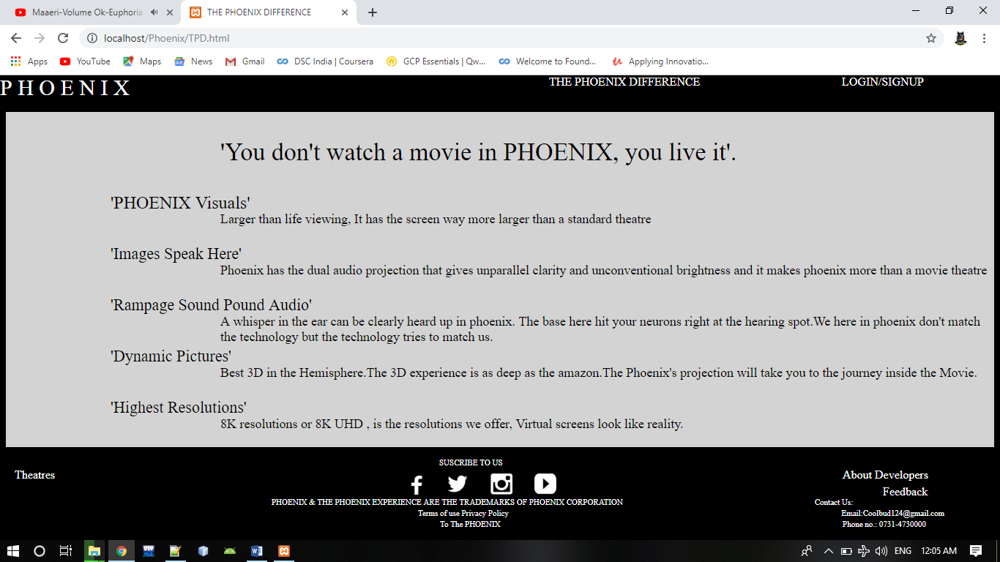 Maaeri-Volume Ok-Euphoria
THE PHOENIX DIFFERENCE
localhost/Phoenix/TPD.html
Apps YouTube Maps News Gmail DSC India | Coursera GCP Essentials | Qw... Welcome to Found... Applying Innovatio...
P H O E N I X THE PHOENIX DIFFERENCE LOGIN/SIGNUP
'You don't watch a movie in PHOENIX, you live it'.
'PHOENIX Visuals'
Larger than life viewing, It has the screen way more larger than a standard theatre
'Images Speak Here'
Phoenix has the dual audio projection that gives unparallel clarity and unconventional brightness and it makes phoenix more than a movie theatre
'Rampage Sound Pound Audio'
A whisper in the ear can be clearly heard up in phoenix. The base here hit your neurons right at the hearing spot.We here in phoenix don't match
the technology but the technology tries to match us.
'Dynamic Pictures'
Best 3D in the Hemisphere.The 3D experience is as deep as the amazon.The Phoenix's projection will take you to the journey inside the Movie.
'Highest Resolutions'
8K resolutions or 8K UHD , is the resolutions we offer, Virtual screens look like reality.
SUSCRIBE TO US
Theatres
About Developers
Feedback
PHOENIX & THE PHOENIX EXPERIENCE ARE THE TRADEMARKS OF PHOENIX CORPORATION
Contact Us:
Terms of use Privacy Policy
Email:Coolbud124@gmail.com
To The PHOENIX
Phone no.: 0731-4730000
DEV
ENG 12:05 AM